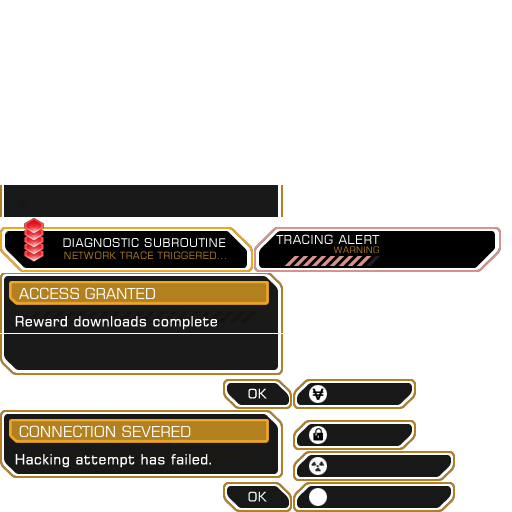 DIAGNOSTIC SUBROUTINE
NETWORK TRACE TRIGGERED...
TRACING ALERT
WARNING
ACCESS GRANTED
Reward downloads complete
OK
CONNECTION SEVERED
Hacking attempt has failed.
OK